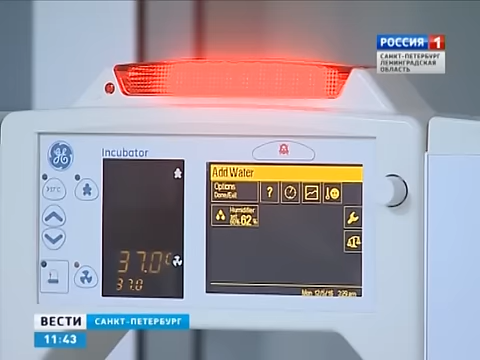 РОССИЯ 1
САНКТ-ПЕТЕРБУРГ
ЛЕНИНГРАДСКАЯ
ОБЛАСТЬ
GE
Incubator
Add Water
Options
Done/Exit
?
Humidifier
62 %
37.0
37.0
ВЕСТИ
САНКТ-ПЕТЕРБУРГ
11:43